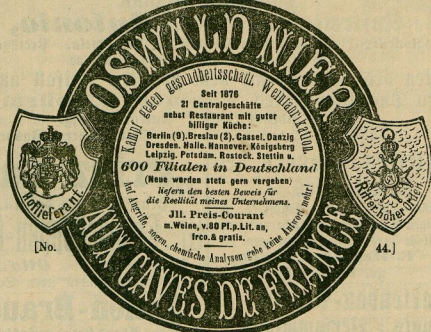 OSWALD NIER
Kampf gegen gesundheitsschädl. Weinfabrication.
Seit 1876
21 Centralgeschäfte
nebst Restaurant mit guter
billiger Küche:
Berlin (9). Breslau (2). Cassel. Danzig
Dresden. Halle. Hannover. Königsberg
Leipzig. Potsdam. Rostock. Stettin u.
600 Filialen in Deutschland
(Neue werden stets gern vergeben)
liefern den besten Beweis für
die Reellität meines Unternehmens.
Jll. Preis-Courant
m. Weine, v. 80 Pf. p. Lit. an,
frco. & gratis.
Auf Angriffe, sogen. chemische Analysen gebe keine Antwort mehr!
Hoflieferant.
Ritter hoher Orden.
[No.
44.]
AUX CAVES DE FRANCE